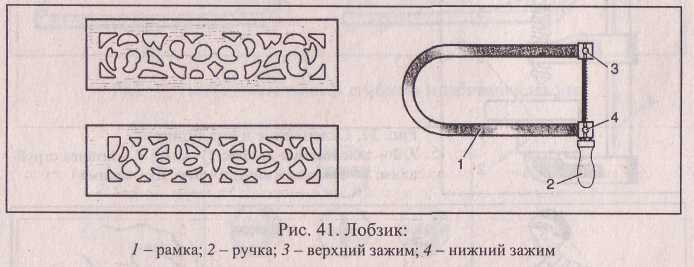 3
4
1
2
Рис. 41. Лобзик:
1 – рамка; 2 – ручка; 3 – верхний зажим; 4 – нижний зажим